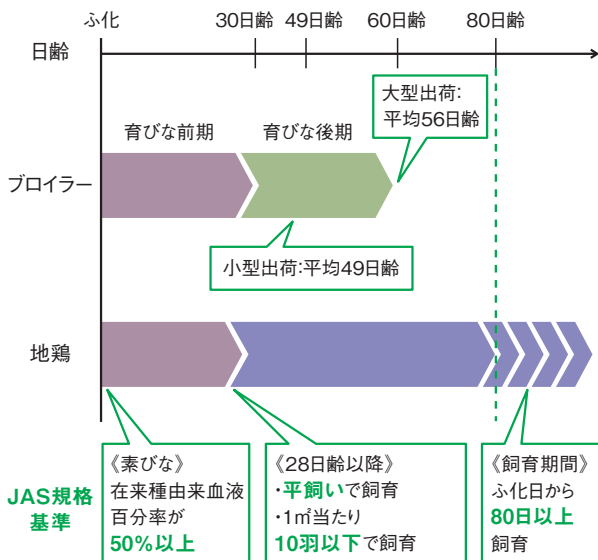 ふ化
30日齢
49日齢
60日齢
80日齢
日齢
大型出荷：
平均56日齢
育びな前期
育びな後期
ブロイラー
小型出荷：平均49日齢
地鶏
JAS規格
基準
《素びな》
在来種由来血液
百分率が
50%以上
《28日齢以降》
・平飼いで飼育
・1㎡当たり
10羽以下で飼育
《飼育期間》
ふ化日から
80日以上
飼育